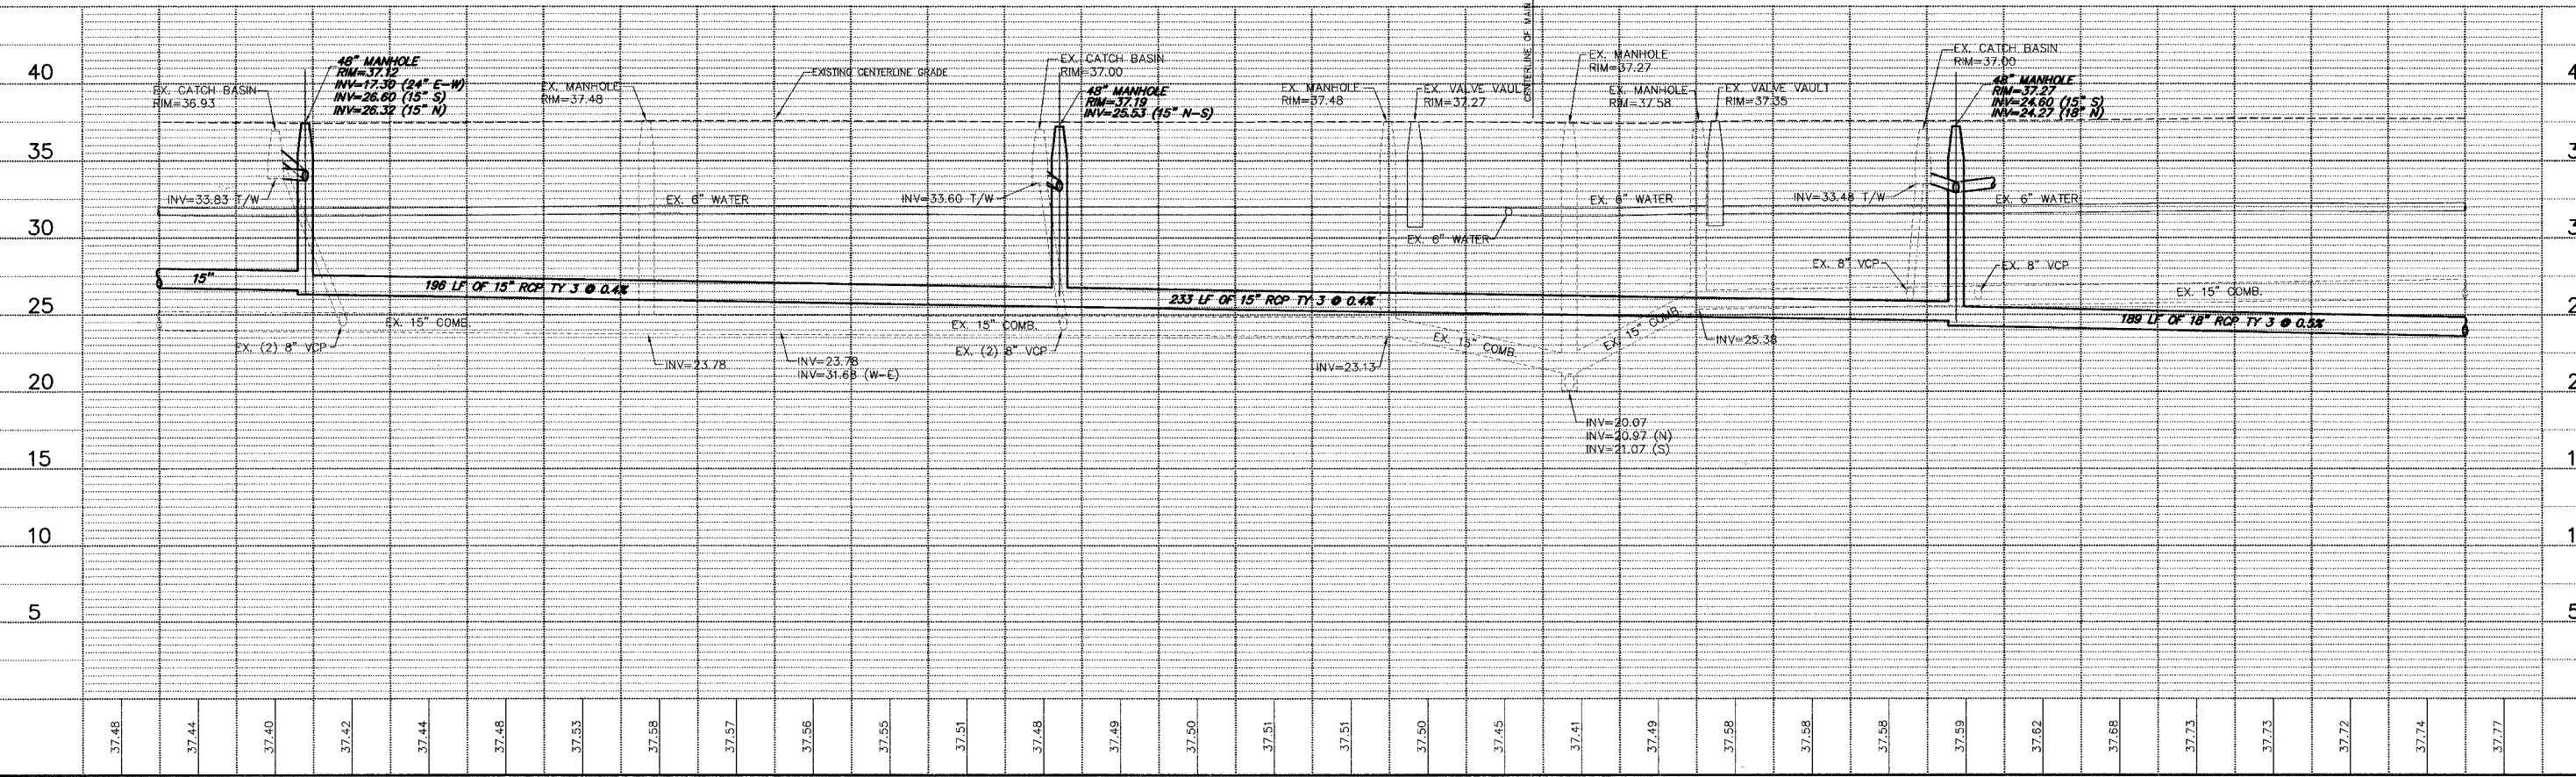 CENTERLINE OF MAIN
40
35
30
25
20
15
10
5
EX. CATCH BASIN
RIM=36.93
48" MANHOLE
RIM=37.12
INV=17.30 (24" E-W)
INV=26.60 (15" S)
INV=26.32 (15" N)
EX. MANHOLE
RIM=37.48
EXISTING CENTERLINE GRADE
EX. CATCH BASIN
RIM=37.00
48" MANHOLE
RIM=37.19
INV=25.53 (15" N-S)
EX. MANHOLE
RIM=37.48
EX. VALVE VAULT
RIM=37.27
EX. MANHOLE
RIM=37.27
EX. MANHOLE
RIM=37.58
EX. VALVE VAULT
RIM=37.35
EX. CATCH BASIN
RIM=37.00
48" MANHOLE
RIM=37.27
INV=24.60 (15" S)
INV=24.27 (18" N)
INV=33.83 T/W
EX. 6" WATER
INV=33.60 T/W
EX. 6" WATER
EX. 6" WATER
INV=33.48 T/W
EX. 6" WATER
15"
196 LF OF 15" RCP TY 3 @ 0.4%
233 LF OF 15" RCP TY 3 @ 0.4%
EX. 8" VCP
EX. 8" VCP
EX. 15" COMB.
189 LF OF 18" RCP TY 3 @ 0.5%
EX. 15" COMB.
EX. (2) 8" VCP
INV=23.78
INV=23.78
INV=31.68 (W-E)
EX. 15" COMB.
EX. (2) 8" VCP
INV=23.13
EX. 15" COMB.
EX. 15" COMB.
INV=25.38
INV=20.07
INV=20.97 (N)
INV=21.07 (S)
4
3
3
2
2
1
1
5
37.48
37.44
37.40
37.42
37.44
37.48
37.53
37.58
37.57
37.56
37.55
37.51
37.48
37.49
37.50
37.51
37.51
37.50
37.45
37.41
37.49
37.58
37.58
37.58
37.59
37.62
37.68
37.73
37.73
37.72
37.74
37.77